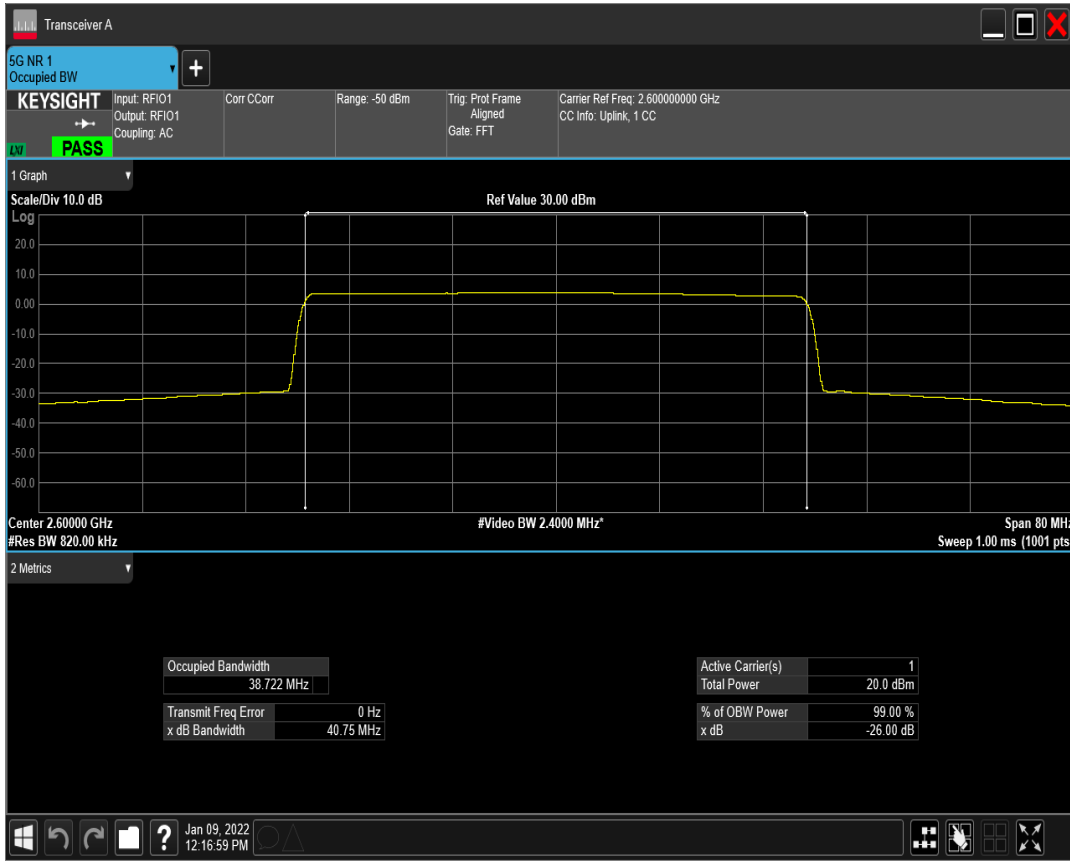 Transceiver A
5G NR 1
Occupied BW
KEYSIGHT
Input: RFIO1
Output: RFIO1
Coupling: AC
LXI
PASS
Corr CCorr
Range: -50 dBm
Trig: Prot Frame
Aligned
Gate: FFT
Carrier Ref Freq: 2.600000000 GHz
CC Info: Uplink, 1 CC
1 Graph
Scale/Div 10.0 dB
Ref Value 30.00 dBm
Log
20.0
10.0
0.00
-10.0
-20.0
-30.0
-40.0
-50.0
-60.0
Center 2.60000 GHz
#Video BW 2.4000 MHz*
Span 80 MHz
#Res BW 820.00 kHz
Sweep 1.00 ms (1001 pts
2 Metrics
Occupied Bandwidth
38.722 MHz
Transmit Freq Error 0 Hz
x dB Bandwidth 40.75 MHz
Active Carrier(s) 1
Total Power 20.0 dBm
% of OBW Power 99.00 %
x dB -26.00 dB
?
Jan 09, 2022
12:16:59 PM